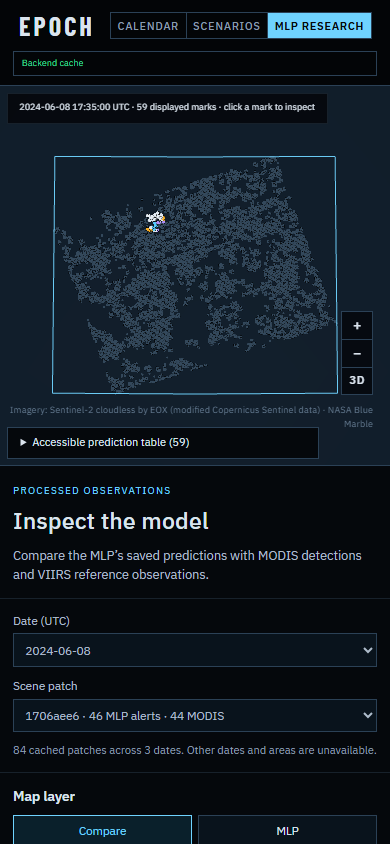 EPOCH
CALENDAR
SCENARIOS
MLP RESEARCH
Backend cache
2024-06-08 17:35:00 UTC · 59 displayed marks · click a mark to inspect
+
−
3D
Imagery: Sentinel-2 cloudless by EOX (modified Copernicus Sentinel data) · NASA Blue
Marble
▶ Accessible prediction table (59)
PROCESSED OBSERVATIONS
Inspect the model
Compare the MLP’s saved predictions with MODIS detections
and VIIRS reference observations.
Date (UTC)
2024-06-08
Scene patch
1706aee6 · 46 MLP alerts · 44 MODIS
84 cached patches across 3 dates. Other dates and areas are unavailable.
Map layer
Compare
MLP